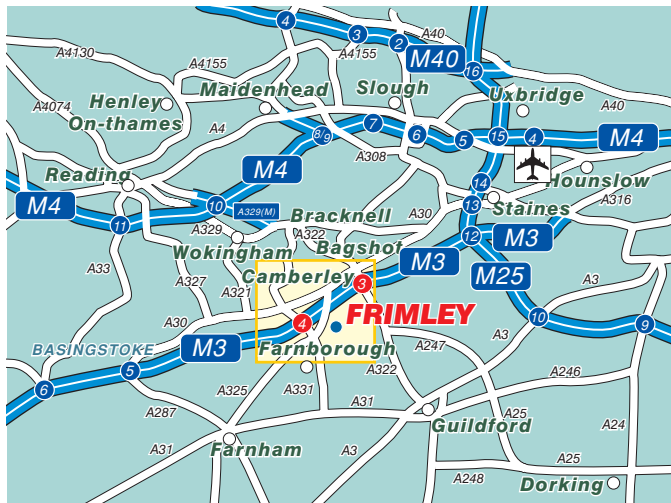 A4130
A4155
4
3
A4155
2
A40
M40
16
A4074
Henley
On-thames
Maidenhead
Slough
Uxbridge
A40
A4
8/9
7
6
5
15
4
M4
A308
Reading
M4
14
Hounslow
M4
10
A329(M)
13
Staines
A316
11
A329
Bracknell
A30
A322
12
M3
Wokingham
Bagshot
A33
A327
A321
Camberley
M3
M25
3
A3
A30
4
FRIMLEY
10
9
BASINGSTOKE
M3
Farnborough
A247
A3
6
5
A325
A331
A322
A246
A287
A31
Guildford
A25
A24
A31
Farnham
A3
A25
A248
Dorking